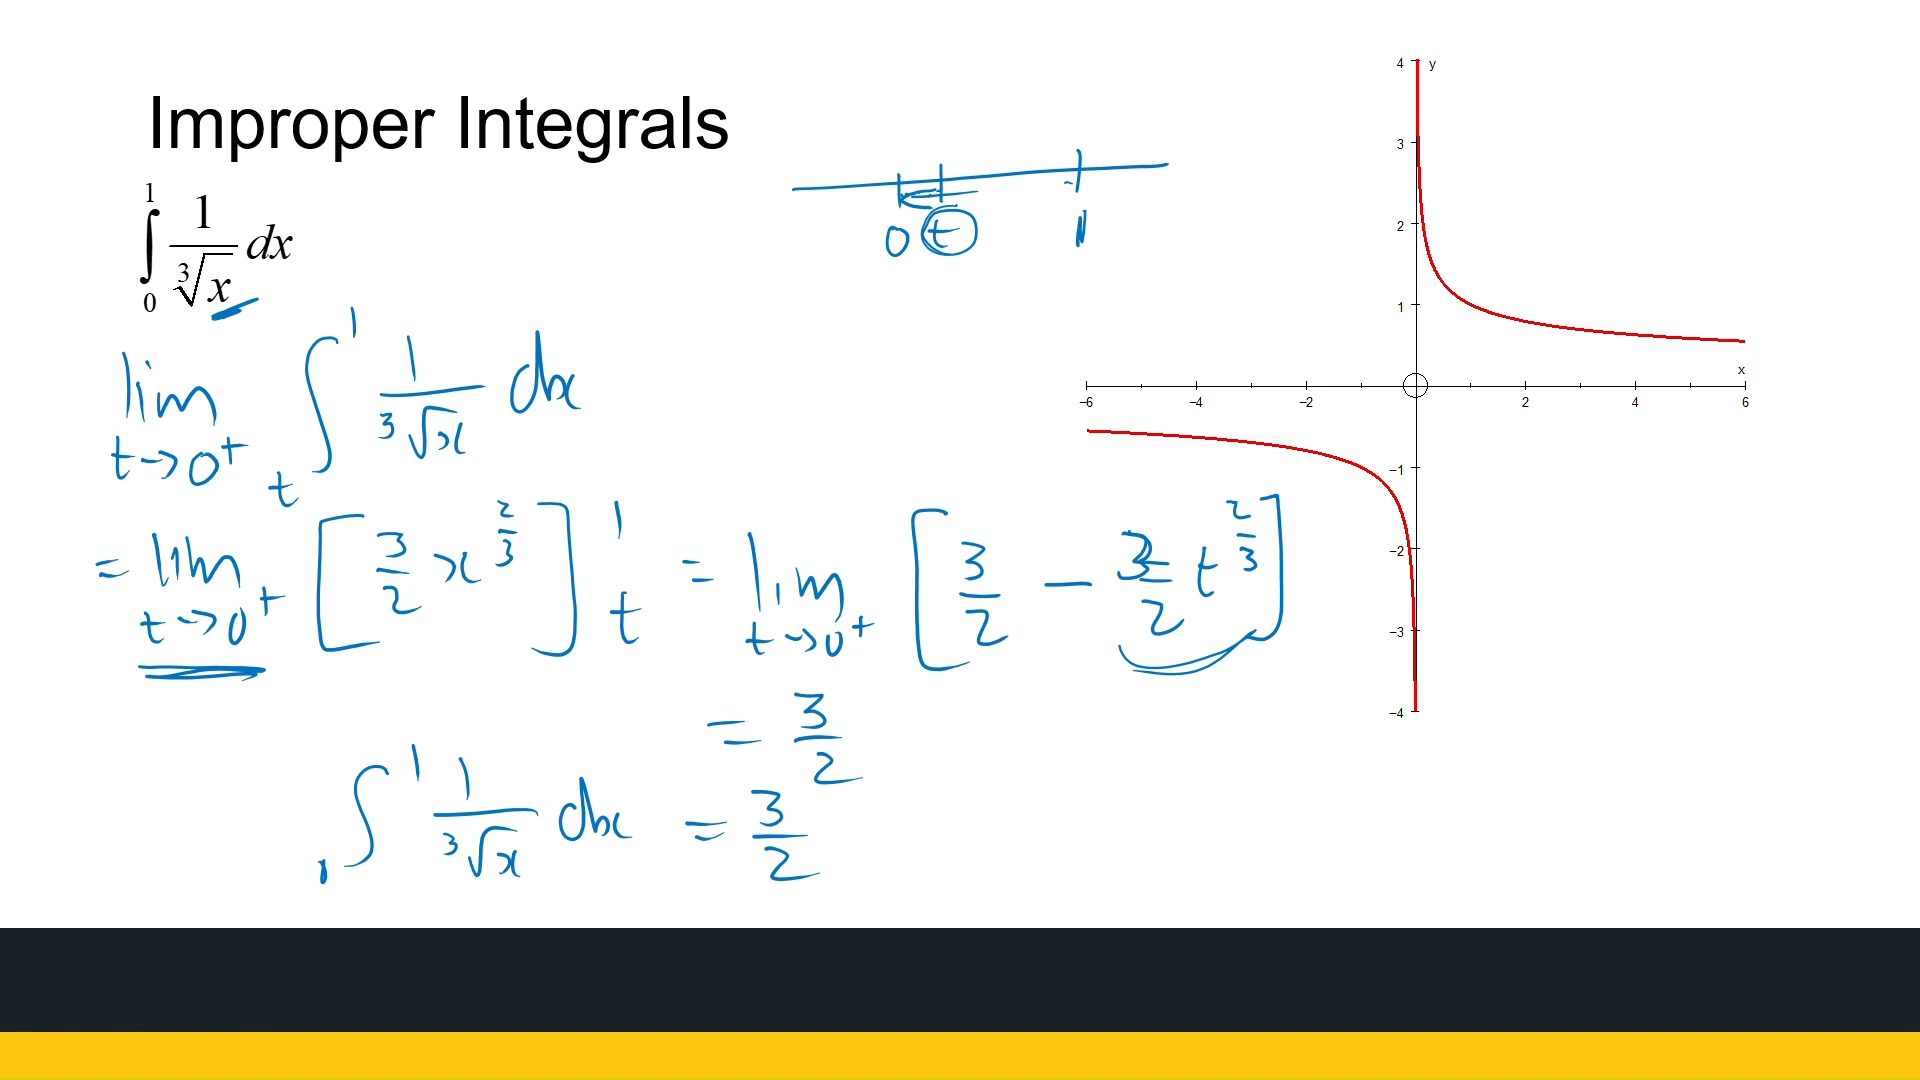 Improper Integrals
∫₀¹ 1/∛x dx
0 t 1
lim t→0⁺ ∫ₜ¹ 1/∛x dx
= lim t→0⁺ [3/2 x^(2/3)]ₜ¹ = lim t→0⁺ [3/2 − 3/2 t^(2/3)]
= 3/2
∫₀¹ 1/∛x dx = 3/2
y
4
3
2
1
x
−6 −4 −2 2 4 6
−1
−2
−3
−4